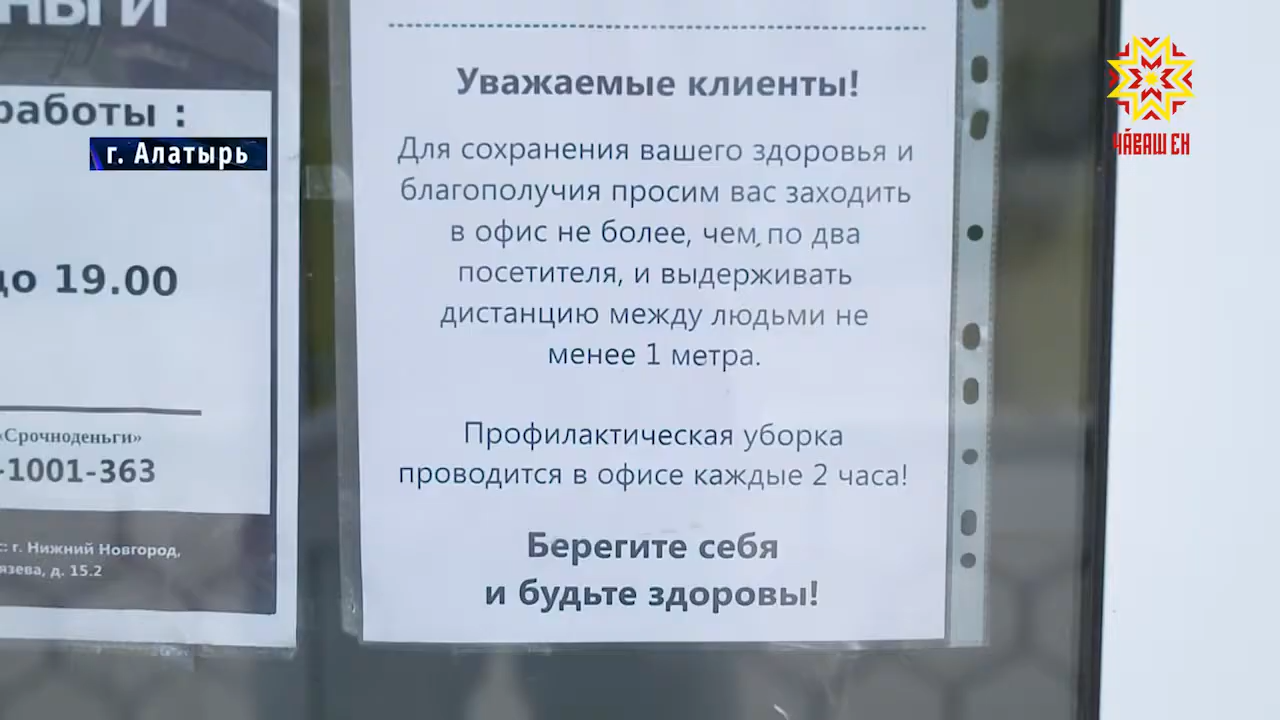 работы :
г. Алатырь
до 19.00
«Срочноденьги»
-1001-363
г. Нижний Новгород,
д. 15.2
Уважаемые клиенты!
Для сохранения вашего здоровья и
благополучия просим вас заходить
в офис не более, чем, по два
посетителя, и выдерживать
дистанцию между людьми не
менее 1 метра.
Профилактическая уборка
проводится в офисе каждые 2 часа!
Берегите себя
и будьте здоровы!
ЧӐВАШ ЕН